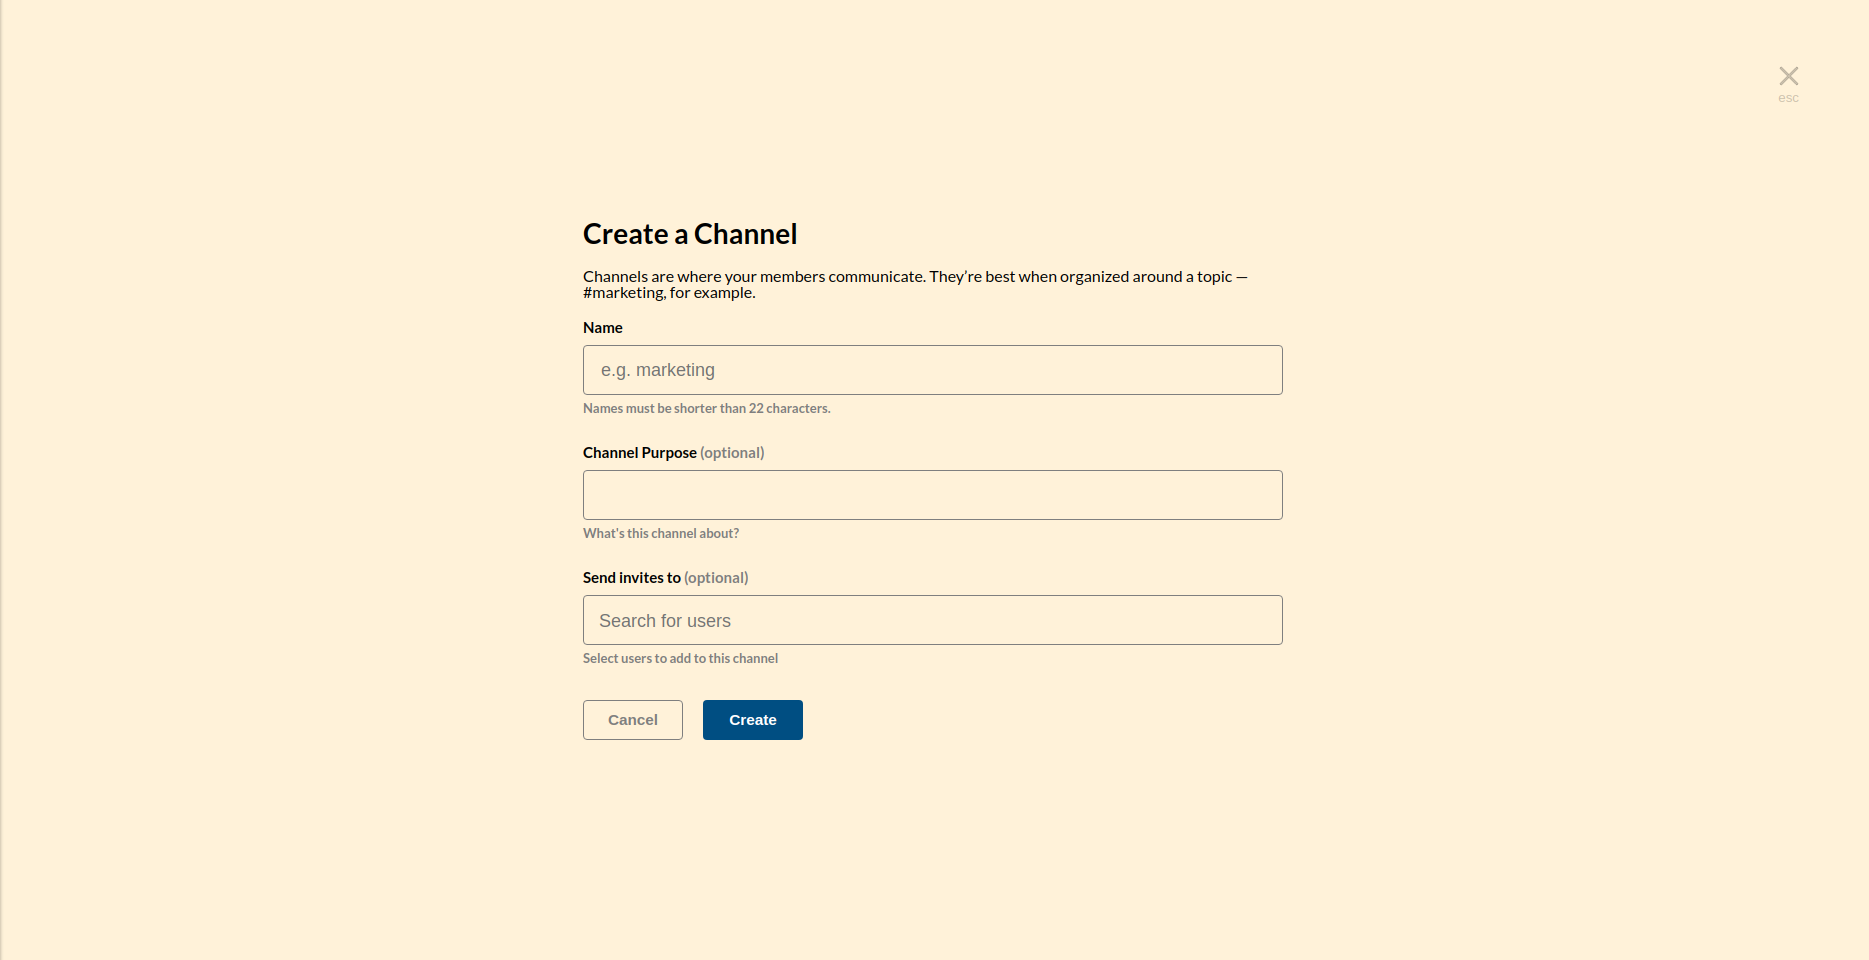 esc
Create a Channel
Channels are where your members communicate. They’re best when organized around a topic —
#marketing, for example.
Name
e.g. marketing
Names must be shorter than 22 characters.
Channel Purpose (optional)
What's this channel about?
Send invites to (optional)
Search for users
Select users to add to this channel
Cancel Create